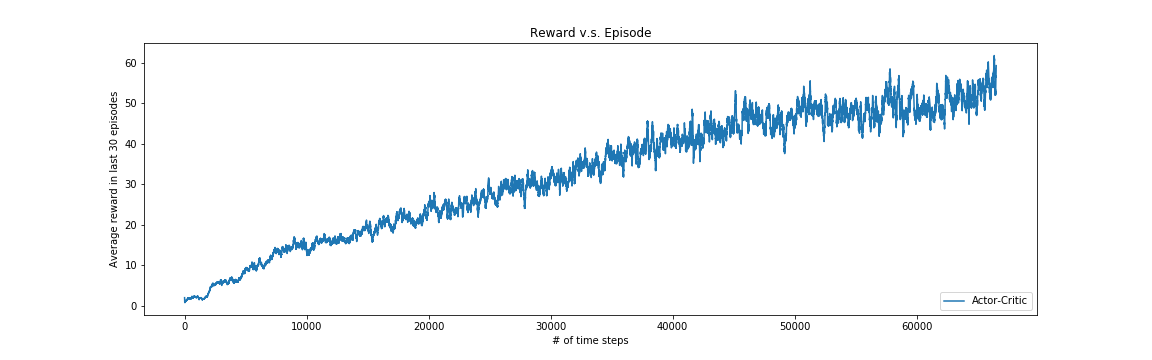 Reward v.s. Episode
Average reward in last 30 episodes
60
50
40
30
20
10
0
0 10000 20000 30000 40000 50000 60000
# of time steps
Actor-Critic